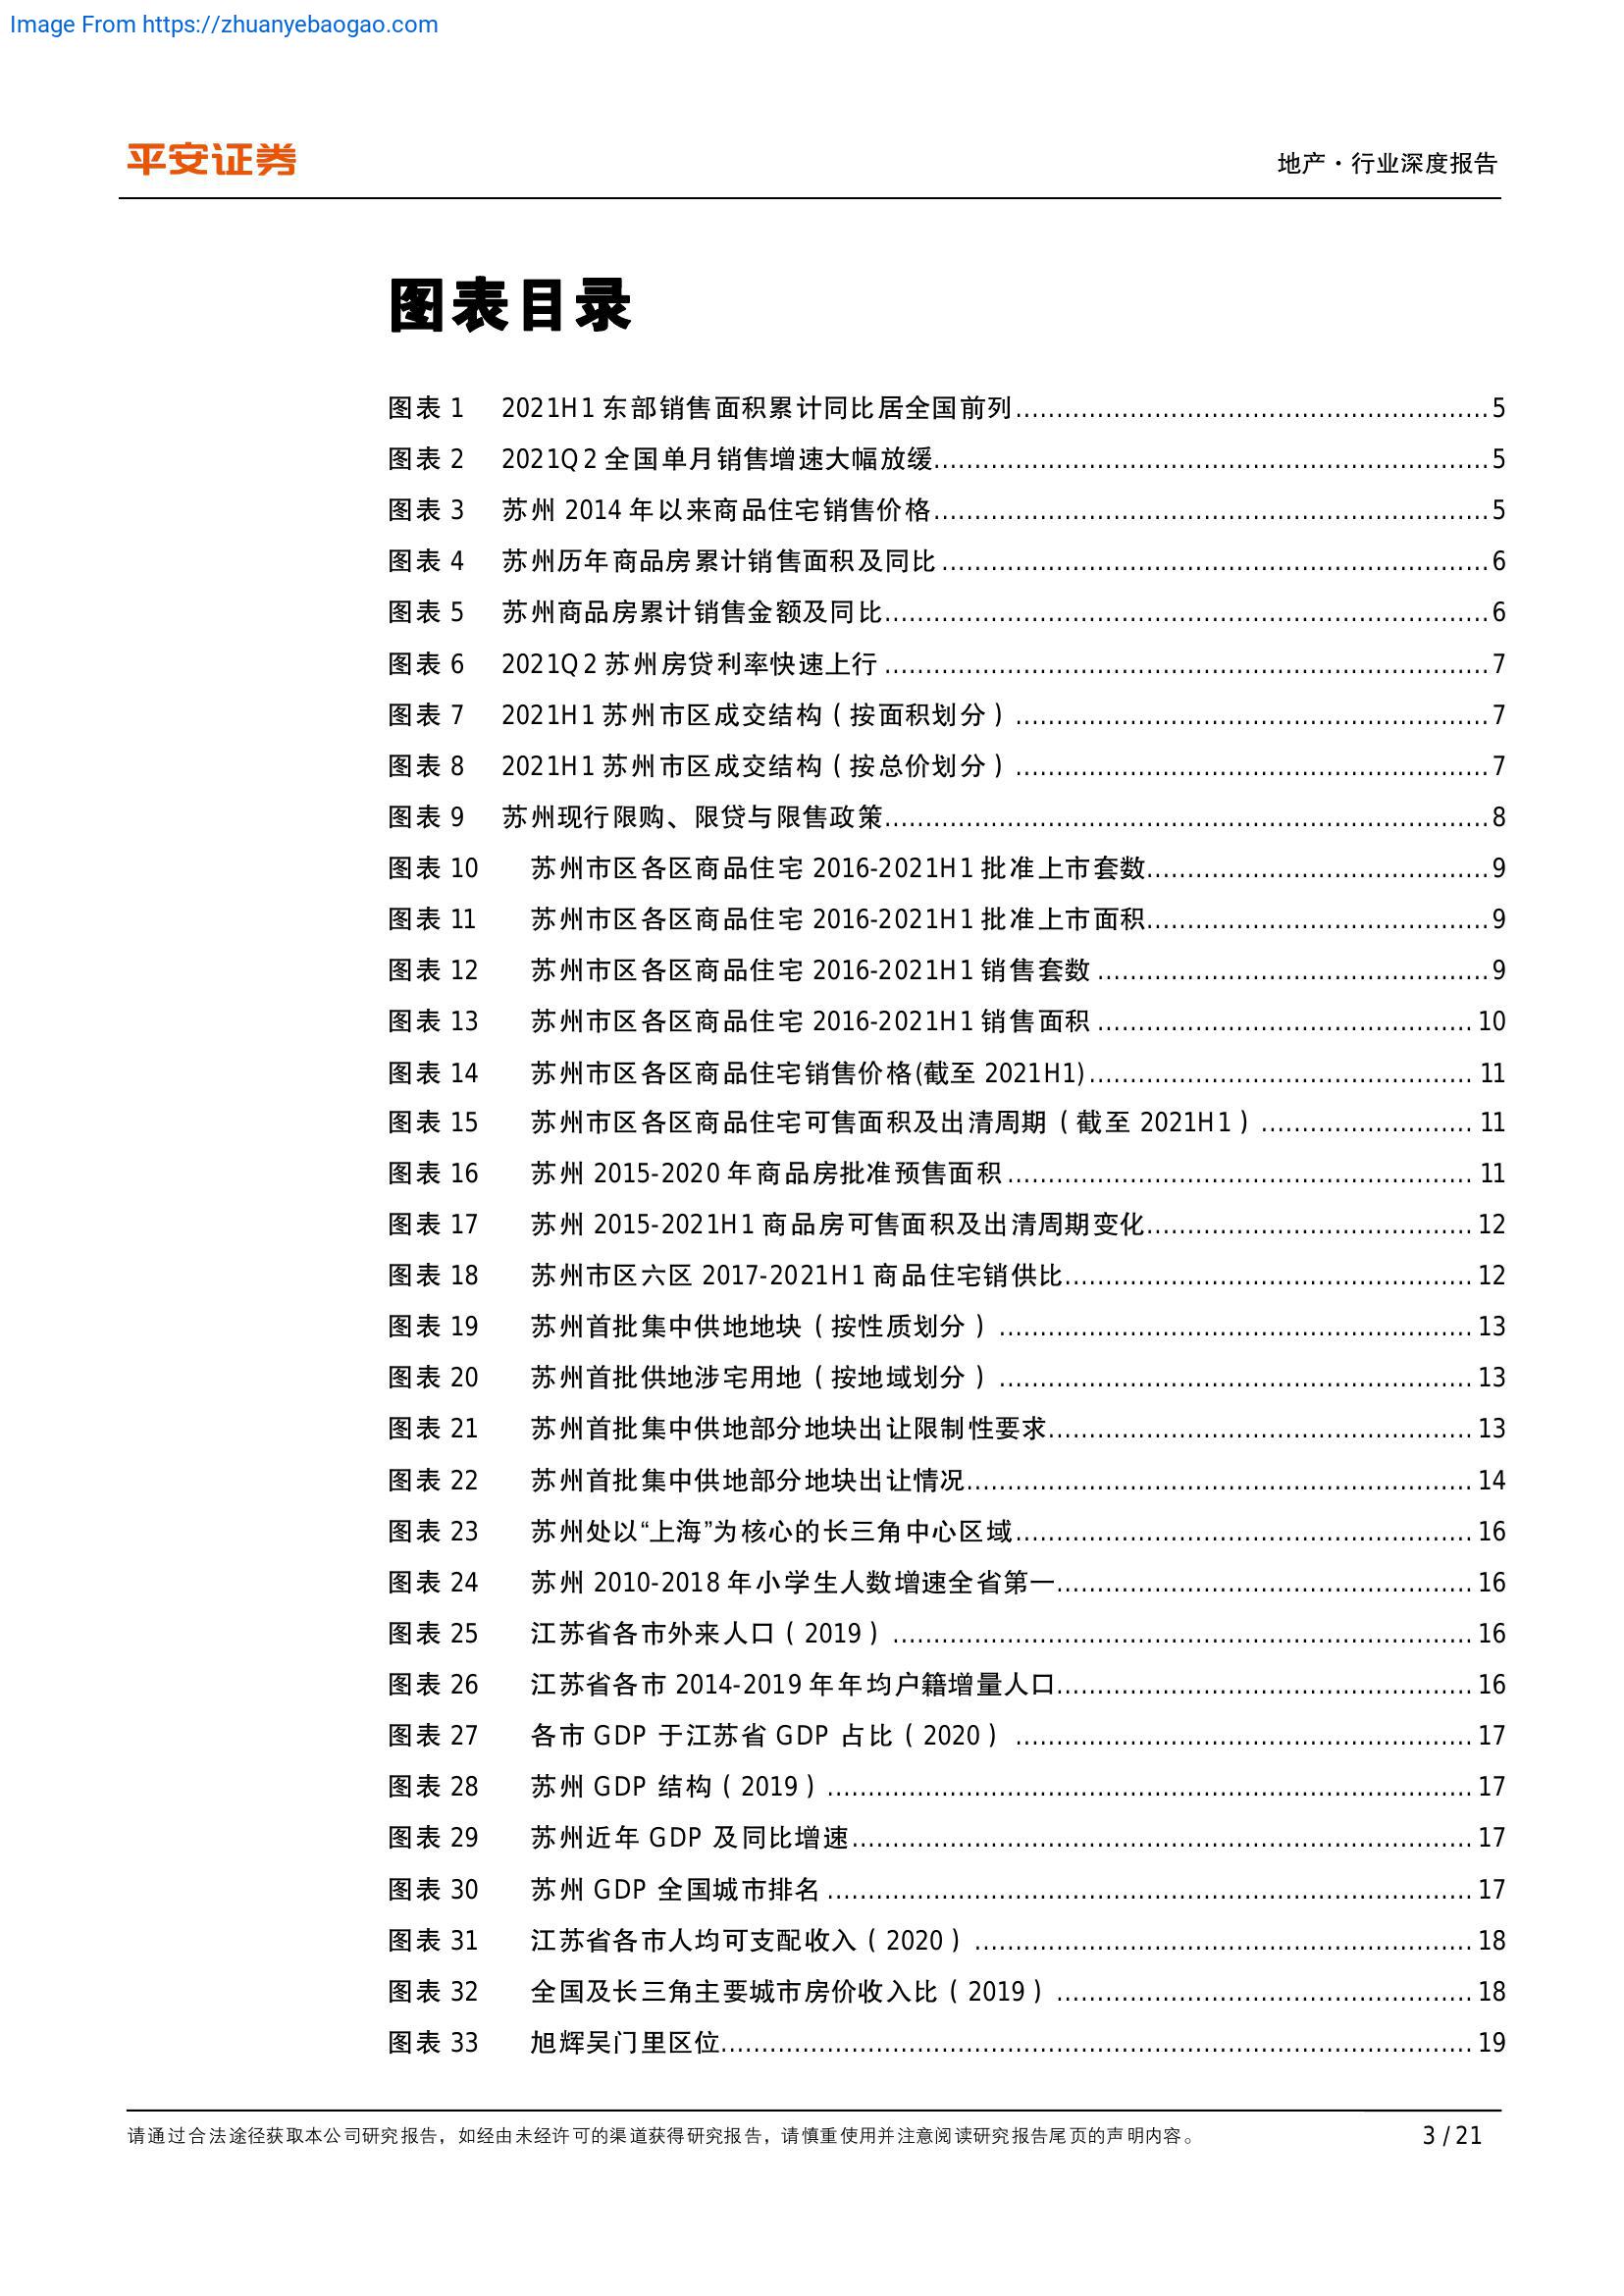 Image From https://zhuanyebaogao.com
平安证券
地产·行业深度报告
图表目录
图表 1 2021H1 东部销售面积累计同比居全国前列 5
图表 2 2021Q2 全国单月销售增速大幅放缓 5
图表 3 苏州 2014 年以来商品住宅销售价格 5
图表 4 苏州历年商品房累计销售面积及同比 6
图表 5 苏州商品房累计销售金额及同比 6
图表 6 2021Q2 苏州房贷利率快速上行 7
图表 7 2021H1 苏州市区成交结构（按面积划分） 7
图表 8 2021H1 苏州市区成交结构（按总价划分） 7
图表 9 苏州现行限购、限贷与限售政策 8
图表 10 苏州市区各区商品住宅 2016-2021H1 批准上市套数 9
图表 11 苏州市区各区商品住宅 2016-2021H1 批准上市面积 9
图表 12 苏州市区各区商品住宅 2016-2021H1 销售套数 9
图表 13 苏州市区各区商品住宅 2016-2021H1 销售面积 10
图表 14 苏州市区各区商品住宅销售价格(截至 2021H1) 11
图表 15 苏州市区各区商品住宅可售面积及出清周期（截至 2021H1） 11
图表 16 苏州 2015-2020 年商品房批准预售面积 11
图表 17 苏州 2015-2021H1 商品房可售面积及出清周期变化 12
图表 18 苏州市区六区 2017-2021H1 商品住宅销供比 12
图表 19 苏州首批集中供地地块（按性质划分） 13
图表 20 苏州首批供地涉宅用地（按地域划分） 13
图表 21 苏州首批集中供地部分地块出让限制性要求 13
图表 22 苏州首批集中供地部分地块出让情况 14
图表 23 苏州处以“上海”为核心的长三角中心区域 16
图表 24 苏州 2010-2018 年小学生人数增速全省第一 16
图表 25 江苏省各市外来人口（2019） 16
图表 26 江苏省各市 2014-2019 年年均户籍增量人口 16
图表 27 各市 GDP 于江苏省 GDP 占比（2020） 17
图表 28 苏州 GDP 结构（2019） 17
图表 29 苏州近年 GDP 及同比增速 17
图表 30 苏州 GDP 全国城市排名 17
图表 31 江苏省各市人均可支配收入（2020） 18
图表 32 全国及长三角主要城市房价收入比（2019） 18
图表 33 旭辉吴门里区位 19
请通过合法途径获取本公司研究报告，如经由未经许可的渠道获得研究报告，请慎重使用并注意阅读研究报告尾页的声明内容。
3 / 21